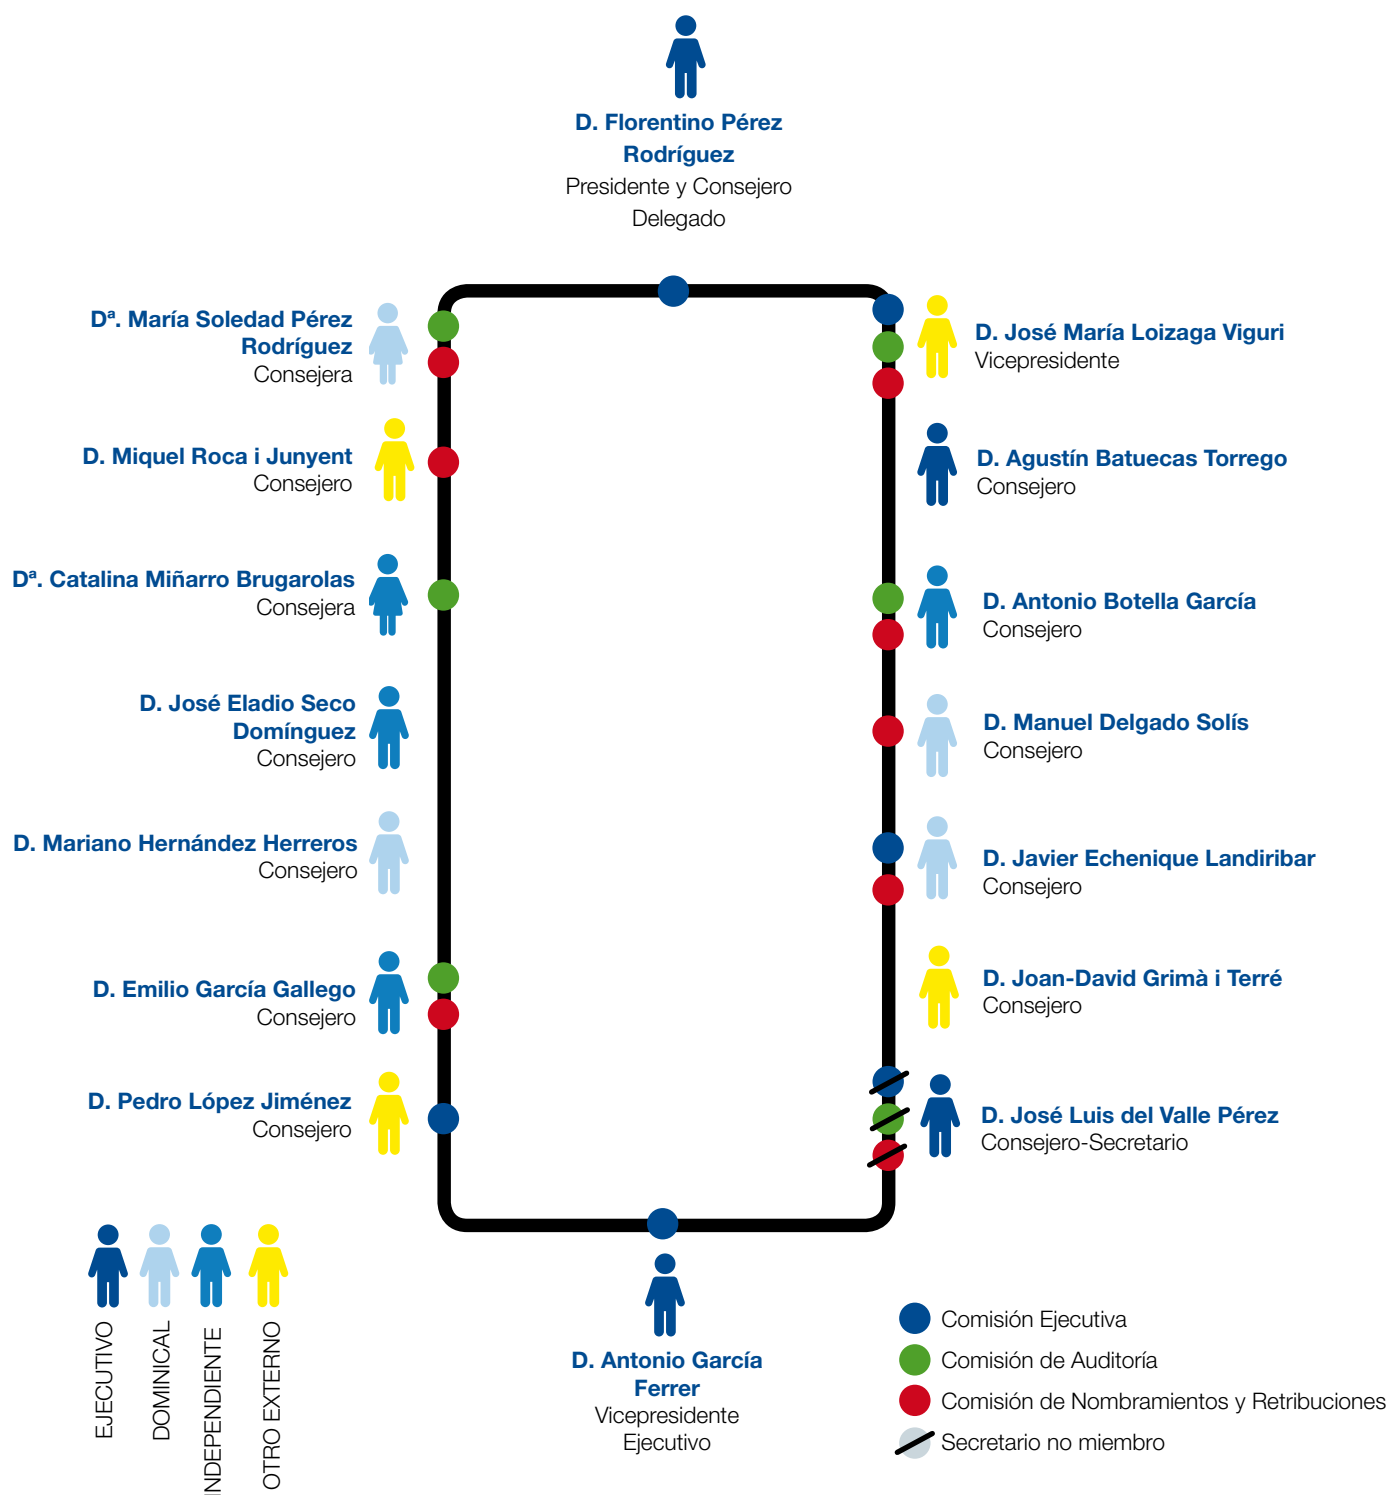 D. Florentino Pérez
Rodríguez
Presidente y Consejero
Delegado
Dª. María Soledad Pérez
Rodríguez
Consejera
D. Miquel Roca i Junyent
Consejero
Dª. Catalina Miñarro Brugarolas
Consejera
D. José Eladio Seco
Domínguez
Consejero
D. Mariano Hernández Herreros
Consejero
D. Emilio García Gallego
Consejero
D. Pedro López Jiménez
Consejero
D. José María Loizaga Viguri
Vicepresidente
D. Agustín Batuecas Torrego
Consejero
D. Antonio Botella García
Consejero
D. Manuel Delgado Solís
Consejero
D. Javier Echenique Landiribar
Consejero
D. Joan-David Grimà i Terré
Consejero
D. José Luis del Valle Pérez
Consejero-Secretario
D. Antonio García
Ferrer
Vicepresidente
Ejecutivo
EJECUTIVO
DOMINICAL
INDEPENDIENTE
OTRO EXTERNO
Comisión Ejecutiva
Comisión de Auditoría
Comisión de Nombramientos y Retribuciones
Secretario no miembro